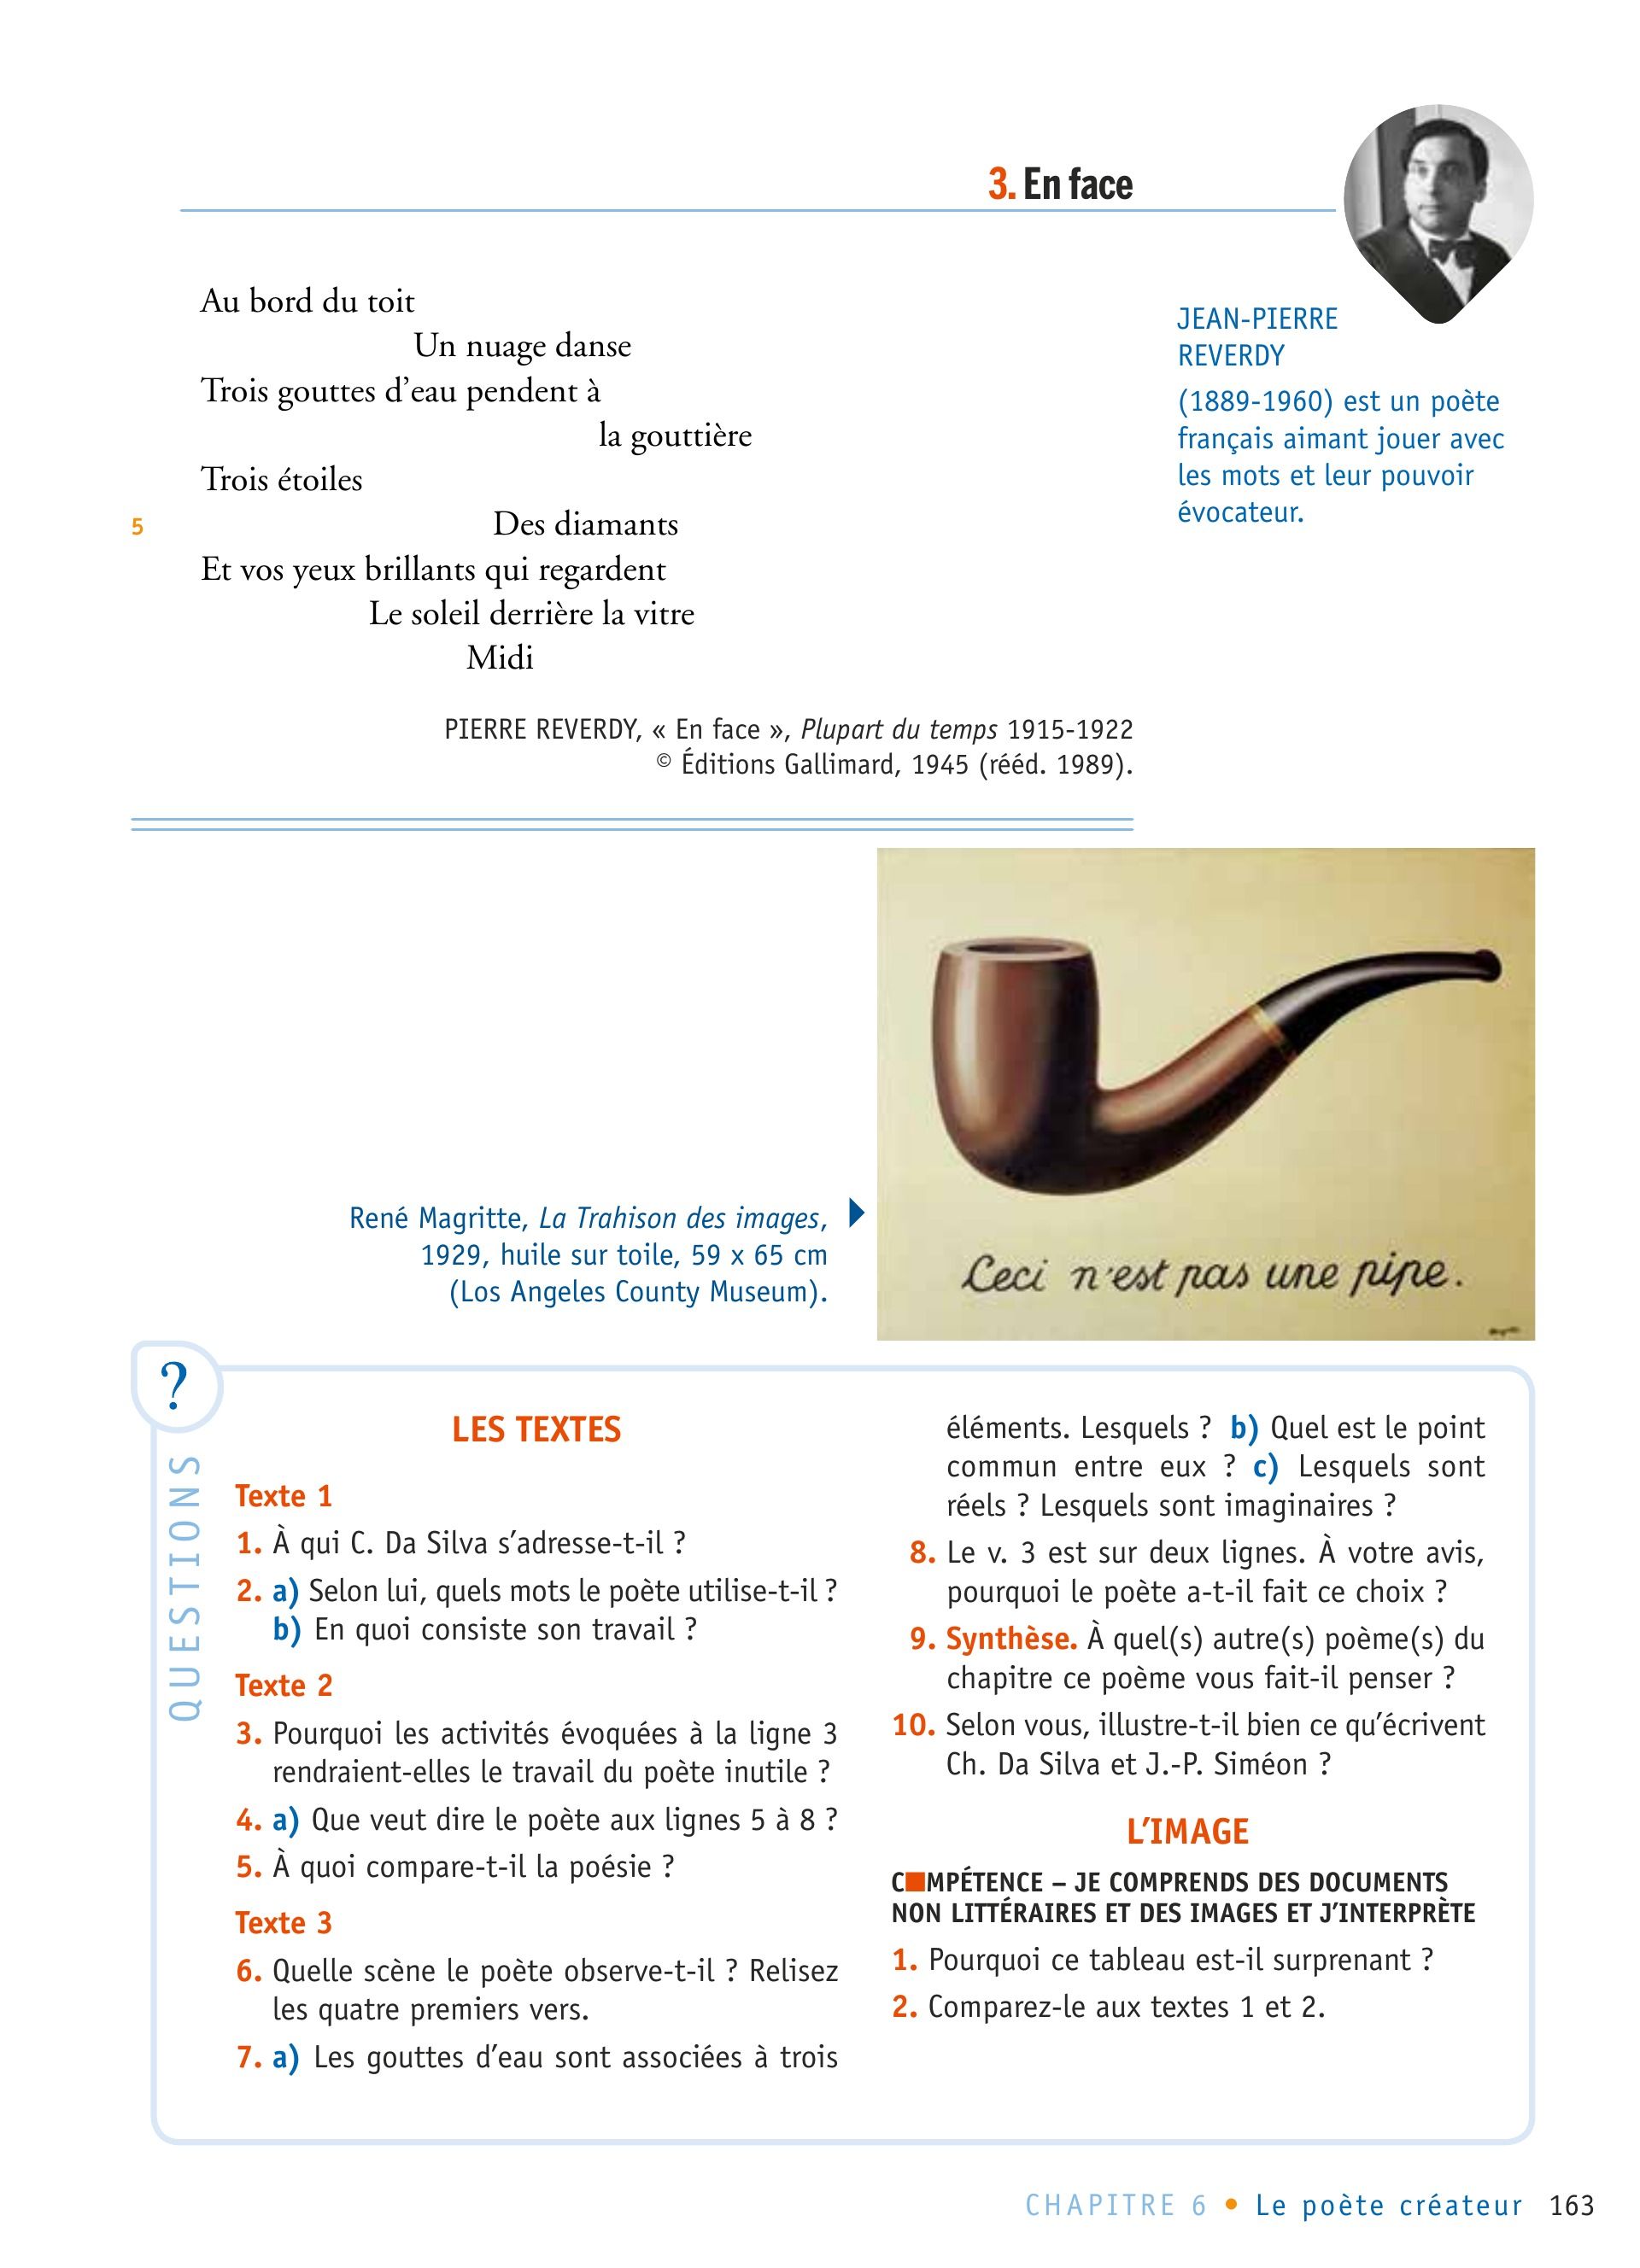 3. En face
Au bord du toit
Un nuage danse
Trois gouttes d’eau pendent à
la gouttière
Trois étoiles
5
Des diamants
Et vos yeux brillants qui regardent
Le soleil derrière la vitre
Midi
PIERRE REVERDY, « En face », Plupart du temps 1915-1922
© Éditions Gallimard, 1945 (rééd. 1989).
JEAN-PIERRE
REVERDY
(1889-1960) est un poète
français aimant jouer avec
les mots et leur pouvoir
évocateur.
René Magritte, La Trahison des images,
1929, huile sur toile, 59 x 65 cm
(Los Angeles County Museum).
Ceci n'est pas une pipe.
?
QUESTIONS
LES TEXTES
Texte 1
1. À qui C. Da Silva s’adresse-t-il ?
2. a) Selon lui, quels mots le poète utilise-t-il ?
b) En quoi consiste son travail ?
Texte 2
3. Pourquoi les activités évoquées à la ligne 3
rendraient-elles le travail du poète inutile ?
4. a) Que veut dire le poète aux lignes 5 à 8 ?
5. À quoi compare-t-il la poésie ?
Texte 3
6. Quelle scène le poète observe-t-il ? Relisez
les quatre premiers vers.
7. a) Les gouttes d’eau sont associées à trois
éléments. Lesquels ? b) Quel est le point
commun entre eux ? c) Lesquels sont
réels ? Lesquels sont imaginaires ?
8. Le v. 3 est sur deux lignes. À votre avis,
pourquoi le poète a-t-il fait ce choix ?
9. Synthèse. À quel(s) autre(s) poème(s) du
chapitre ce poème vous fait-il penser ?
10. Selon vous, illustre-t-il bien ce qu’écrivent
Ch. Da Silva et J.-P. Siméon ?
L’IMAGE
C■MPÉTENCE – JE COMPRENDS DES DOCUMENTS
NON LITTÉRAIRES ET DES IMAGES ET J’INTERPRÈTE
1. Pourquoi ce tableau est-il surprenant ?
2. Comparez-le aux textes 1 et 2.
CHAPITRE 6 • Le poète créateur 163